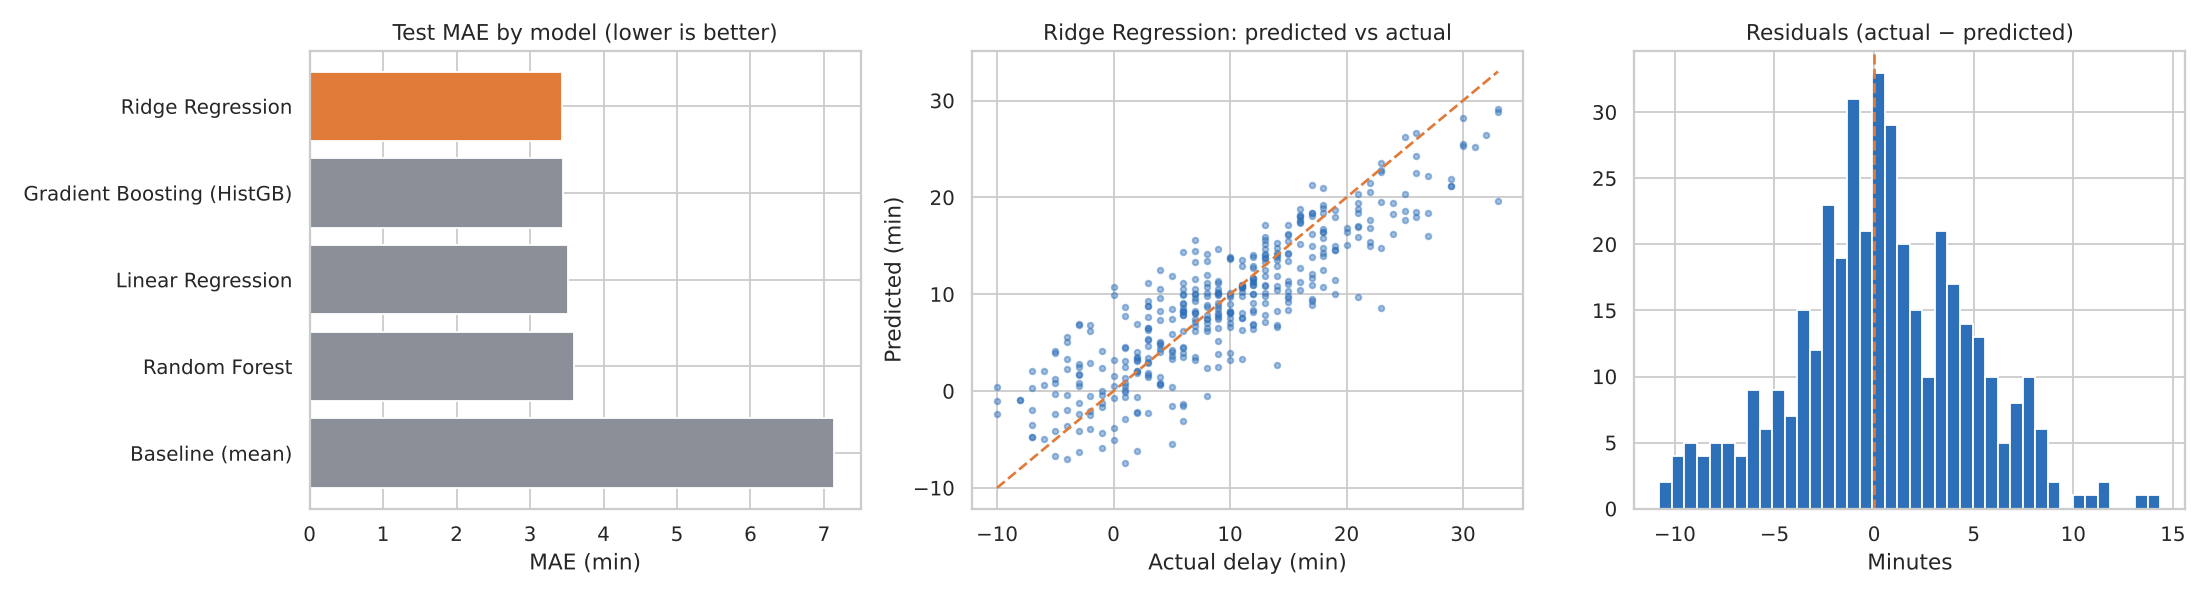 Test MAE by model (lower is better)
Ridge Regression
Gradient Boosting (HistGB)
Linear Regression
Random Forest
Baseline (mean)
0 1 2 3 4 5 6 7
MAE (min)
Ridge Regression: predicted vs actual
Predicted (min)
30
20
10
0
−10
−10 0 10 20 30
Actual delay (min)
Residuals (actual − predicted)
30
25
20
15
10
5
0
−10 −5 0 5 10 15
Minutes